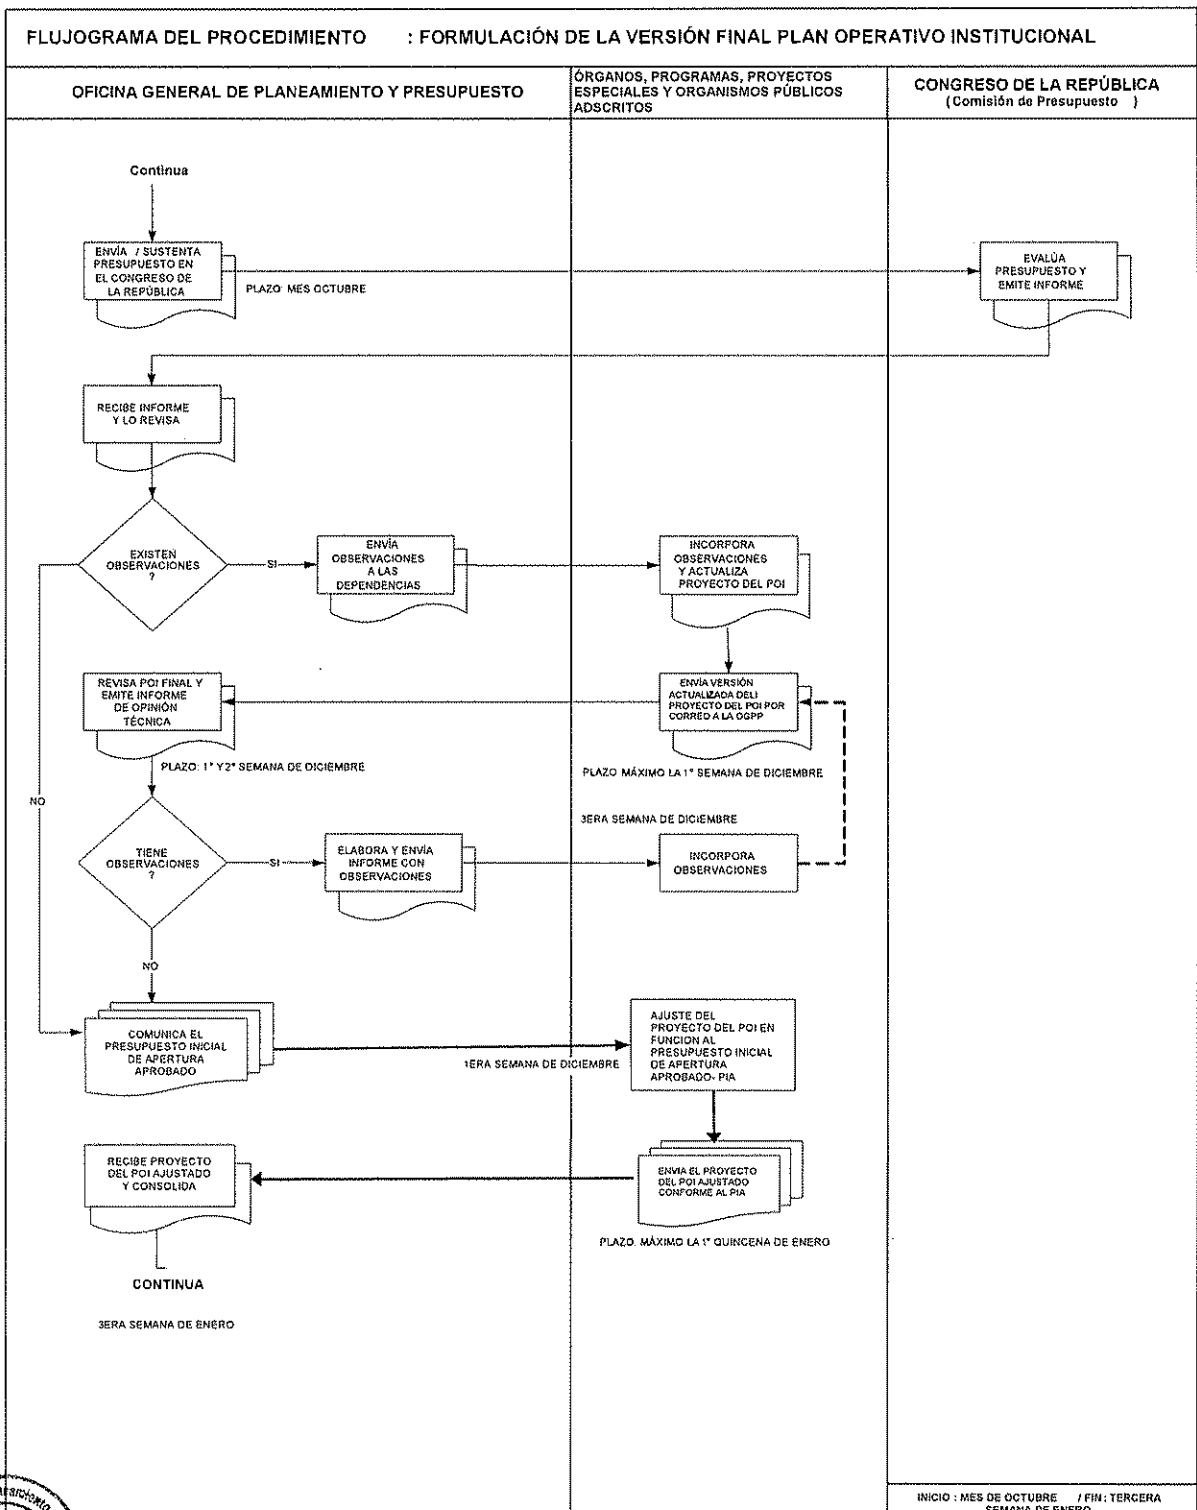 FLUJOGRAMA DEL PROCEDIMIENTO : FORMULACIÓN DE LA VERSIÓN FINAL PLAN OPERATIVO INSTITUCIONAL
OFICINA GENERAL DE PLANEAMIENTO Y PRESUPUESTO
ÓRGANOS, PROGRAMAS, PROYECTOS
ESPECIALES Y ORGANISMOS PÚBLICOS
ADSCRITOS
CONGRESO DE LA REPÚBLICA
(Comisión de Presupuesto )
Continua
ENVÍA / SUSTENTA
PRESUPUESTO EN
EL CONGRESO DE
LA REPÚBLICA
PLAZO: MES OCTUBRE
EVALÚA
PRESUPUESTO Y
EMITE INFORME
RECIBE INFORME
Y LO REVISA
EXISTEN
OBSERVACIONES
?
SI
ENVÍA
OBSERVACIONES
A LAS
DEPENDENCIAS
INCORPORA
OBSERVACIONES
Y ACTUALIZA
PROYECTO DEL POI
REVISA POI FINAL Y
EMITE INFORME
DE OPINIÓN
TÉCNICA
ENVÍA VERSIÓN
ACTUALIZADA DELI
PROYECTO DEL POI POR
CORREO A LA OGPP
PLAZO: 1° Y2° SEMANA DE DICIEMBRE
PLAZO MÁXIMO LA 1° SEMANA DE DICIEMBRE
NO
3ERA SEMANA DE DICIEMBRE
TIENE
OBSERVACIONES
?
SI
ELABORA Y ENVÍA
INFORME CON
OBSERVACIONES
INCORPORA
OBSERVACIONES
NO
COMUNICA EL
PRESUPUESTO INICIAL
DE APERTURA
APROBADO
1ERA SEMANA DE DICIEMBRE
AJUSTE DEL
PROYECTO DEL POI EN
FUNCION AL
PRESUPUESTO INICIAL
DE APERTURA
APROBADO- PIA
RECIBE PROYECTO
DEL POI AJUSTADO
Y CONSOLIDA
ENVIA EL PROYECTO
DEL POI AJUSTADO
CONFORME AL PIA
PLAZO: MÁXIMO LA 1° QUINCENA DE ENERO
CONTINUA
3ERA SEMANA DE ENERO
INICIO : MES DE OCTUBRE / FIN: TERCERA
SEMANA DE ENERO